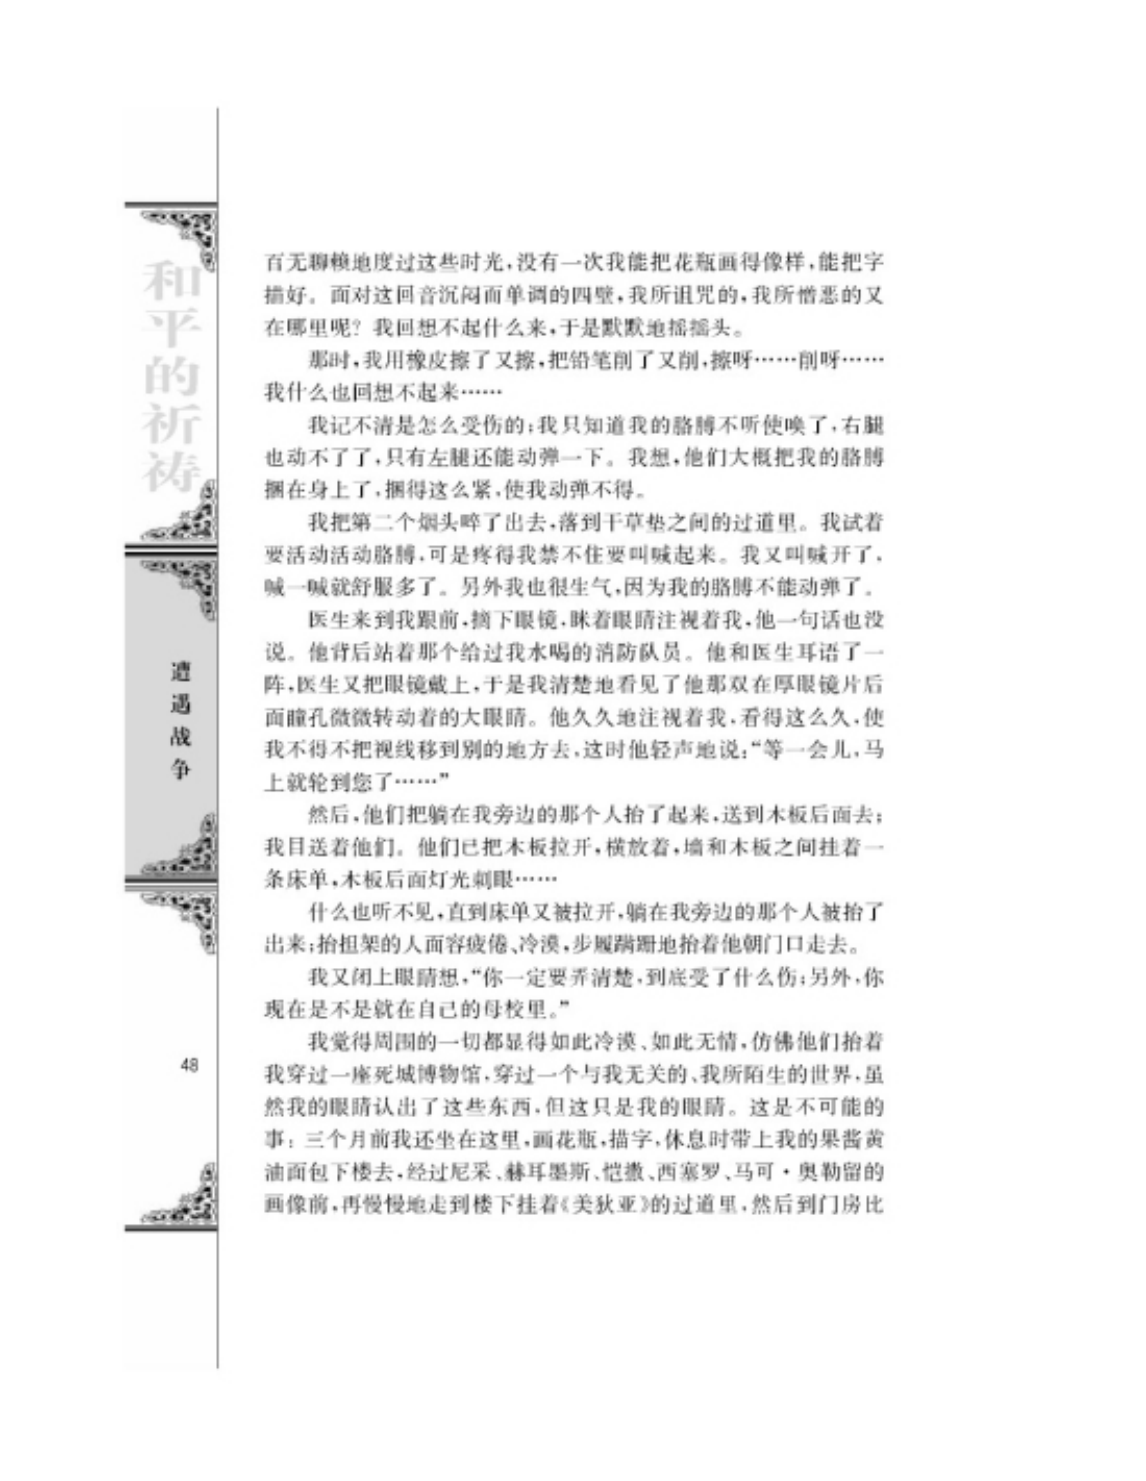 和平的祈祷
遭遇战争
48
百无聊赖地度过这些时光,没有一次我能把花瓶画得像样,能把字
描好。面对这回音沉闷而单调的四壁,我所诅咒的,我所憎恶的又
在哪里呢?我回想不起什么来,于是默默地摇摇头。
那时,我用橡皮擦了又擦,把铅笔削了又削,擦呀……削呀……
我什么也回想不起来……
我记不清是怎么受伤的;我只知道我的胳膊不听使唤了,右腿
也动不了了,只有左腿还能动弹一下。我想,他们大概把我的胳膊
捆在身上了,捆得这么紧,使我动弹不得。
我把第二个烟头啐了出去,落到干草垫之间的过道里。我试着
要活动活动胳膊,可是疼得我禁不住要叫喊起来。我又叫喊开了,
喊一喊就舒服多了。另外我也很生气,因为我的胳膊不能动弹了。
医生来到我跟前,摘下眼镜,眯着眼睛注视着我,他一句话也没
说。他背后站着那个给过我水喝的消防队员。他和医生耳语了一
阵,医生又把眼镜戴上,于是我清楚地看见了他那双在厚眼镜片后
面瞳孔微微转动着的大眼睛。他久久地注视着我,看得这么久,使
我不得不把视线移到别的地方去,这时他轻声地说:“等一会儿,马
上就轮到您了……”
然后,他们把躺在我旁边的那个人抬了起来,送到木板后面去;
我目送着他们。他们已把木板拉开,横放着,墙和木板之间挂着一
条床单,木板后面灯光刺眼……
什么也听不见,直到床单又被拉开,躺在我旁边的那个人被抬了
出来;抬担架的人面容疲倦、冷漠,步履蹒跚地抬着他朝门口走去。
我又闭上眼睛想,“你一定要弄清楚,到底受了什么伤;另外,你
现在是不是就在自己的母校里。”
我觉得周围的一切都显得如此冷漠、如此无情,仿佛他们抬着
我穿过一座死城博物馆,穿过一个与我无关的、我所陌生的世界,虽
然我的眼睛认出了这些东西,但这只是我的眼睛。这是不可能的
事:三个月前我还坐在这里,画花瓶,描字,休息时带上我的果酱黄
油面包下楼去,经过尼采、赫耳墨斯、恺撒、西塞罗、马可·奥勒留的
画像前,再慢慢地走到楼下挂着《美狄亚》的过道里,然后到门房比